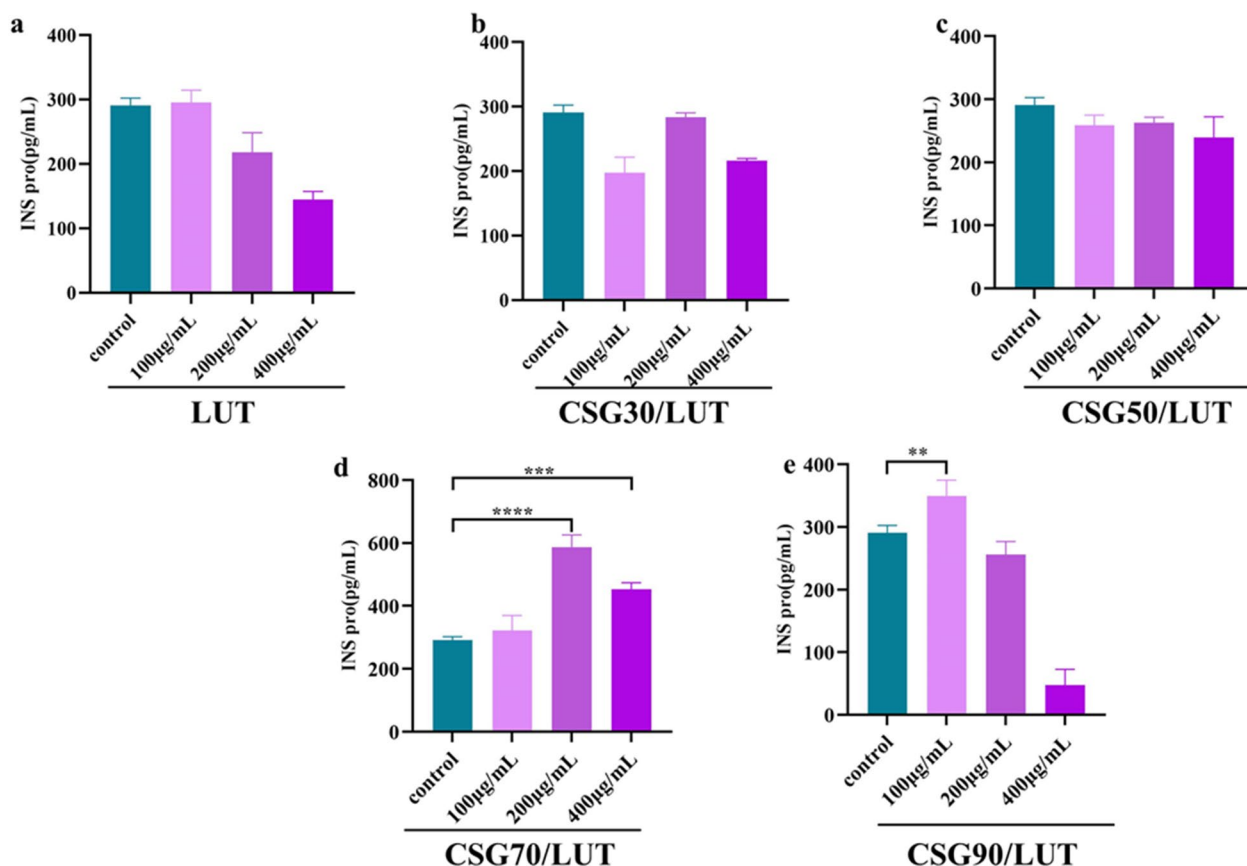 a
INS pro(pg/mL)
400
300
200
100
0
control
100μg/mL
200μg/mL
400μg/mL
LUT
b
INS pro(pg/mL)
400
300
200
100
0
control
100μg/mL
200μg/mL
400μg/mL
CSG30/LUT
c
INS pro(pg/mL)
400
300
200
100
0
control
100μg/mL
200μg/mL
400μg/mL
CSG50/LUT
d
INS pro(pg/mL)
800
600
400
200
0
***
****
control
100μg/mL
200μg/mL
400μg/mL
CSG70/LUT
e
INS pro(pg/mL)
400
300
200
100
0
**
control
100μg/mL
200μg/mL
400μg/mL
CSG90/LUT